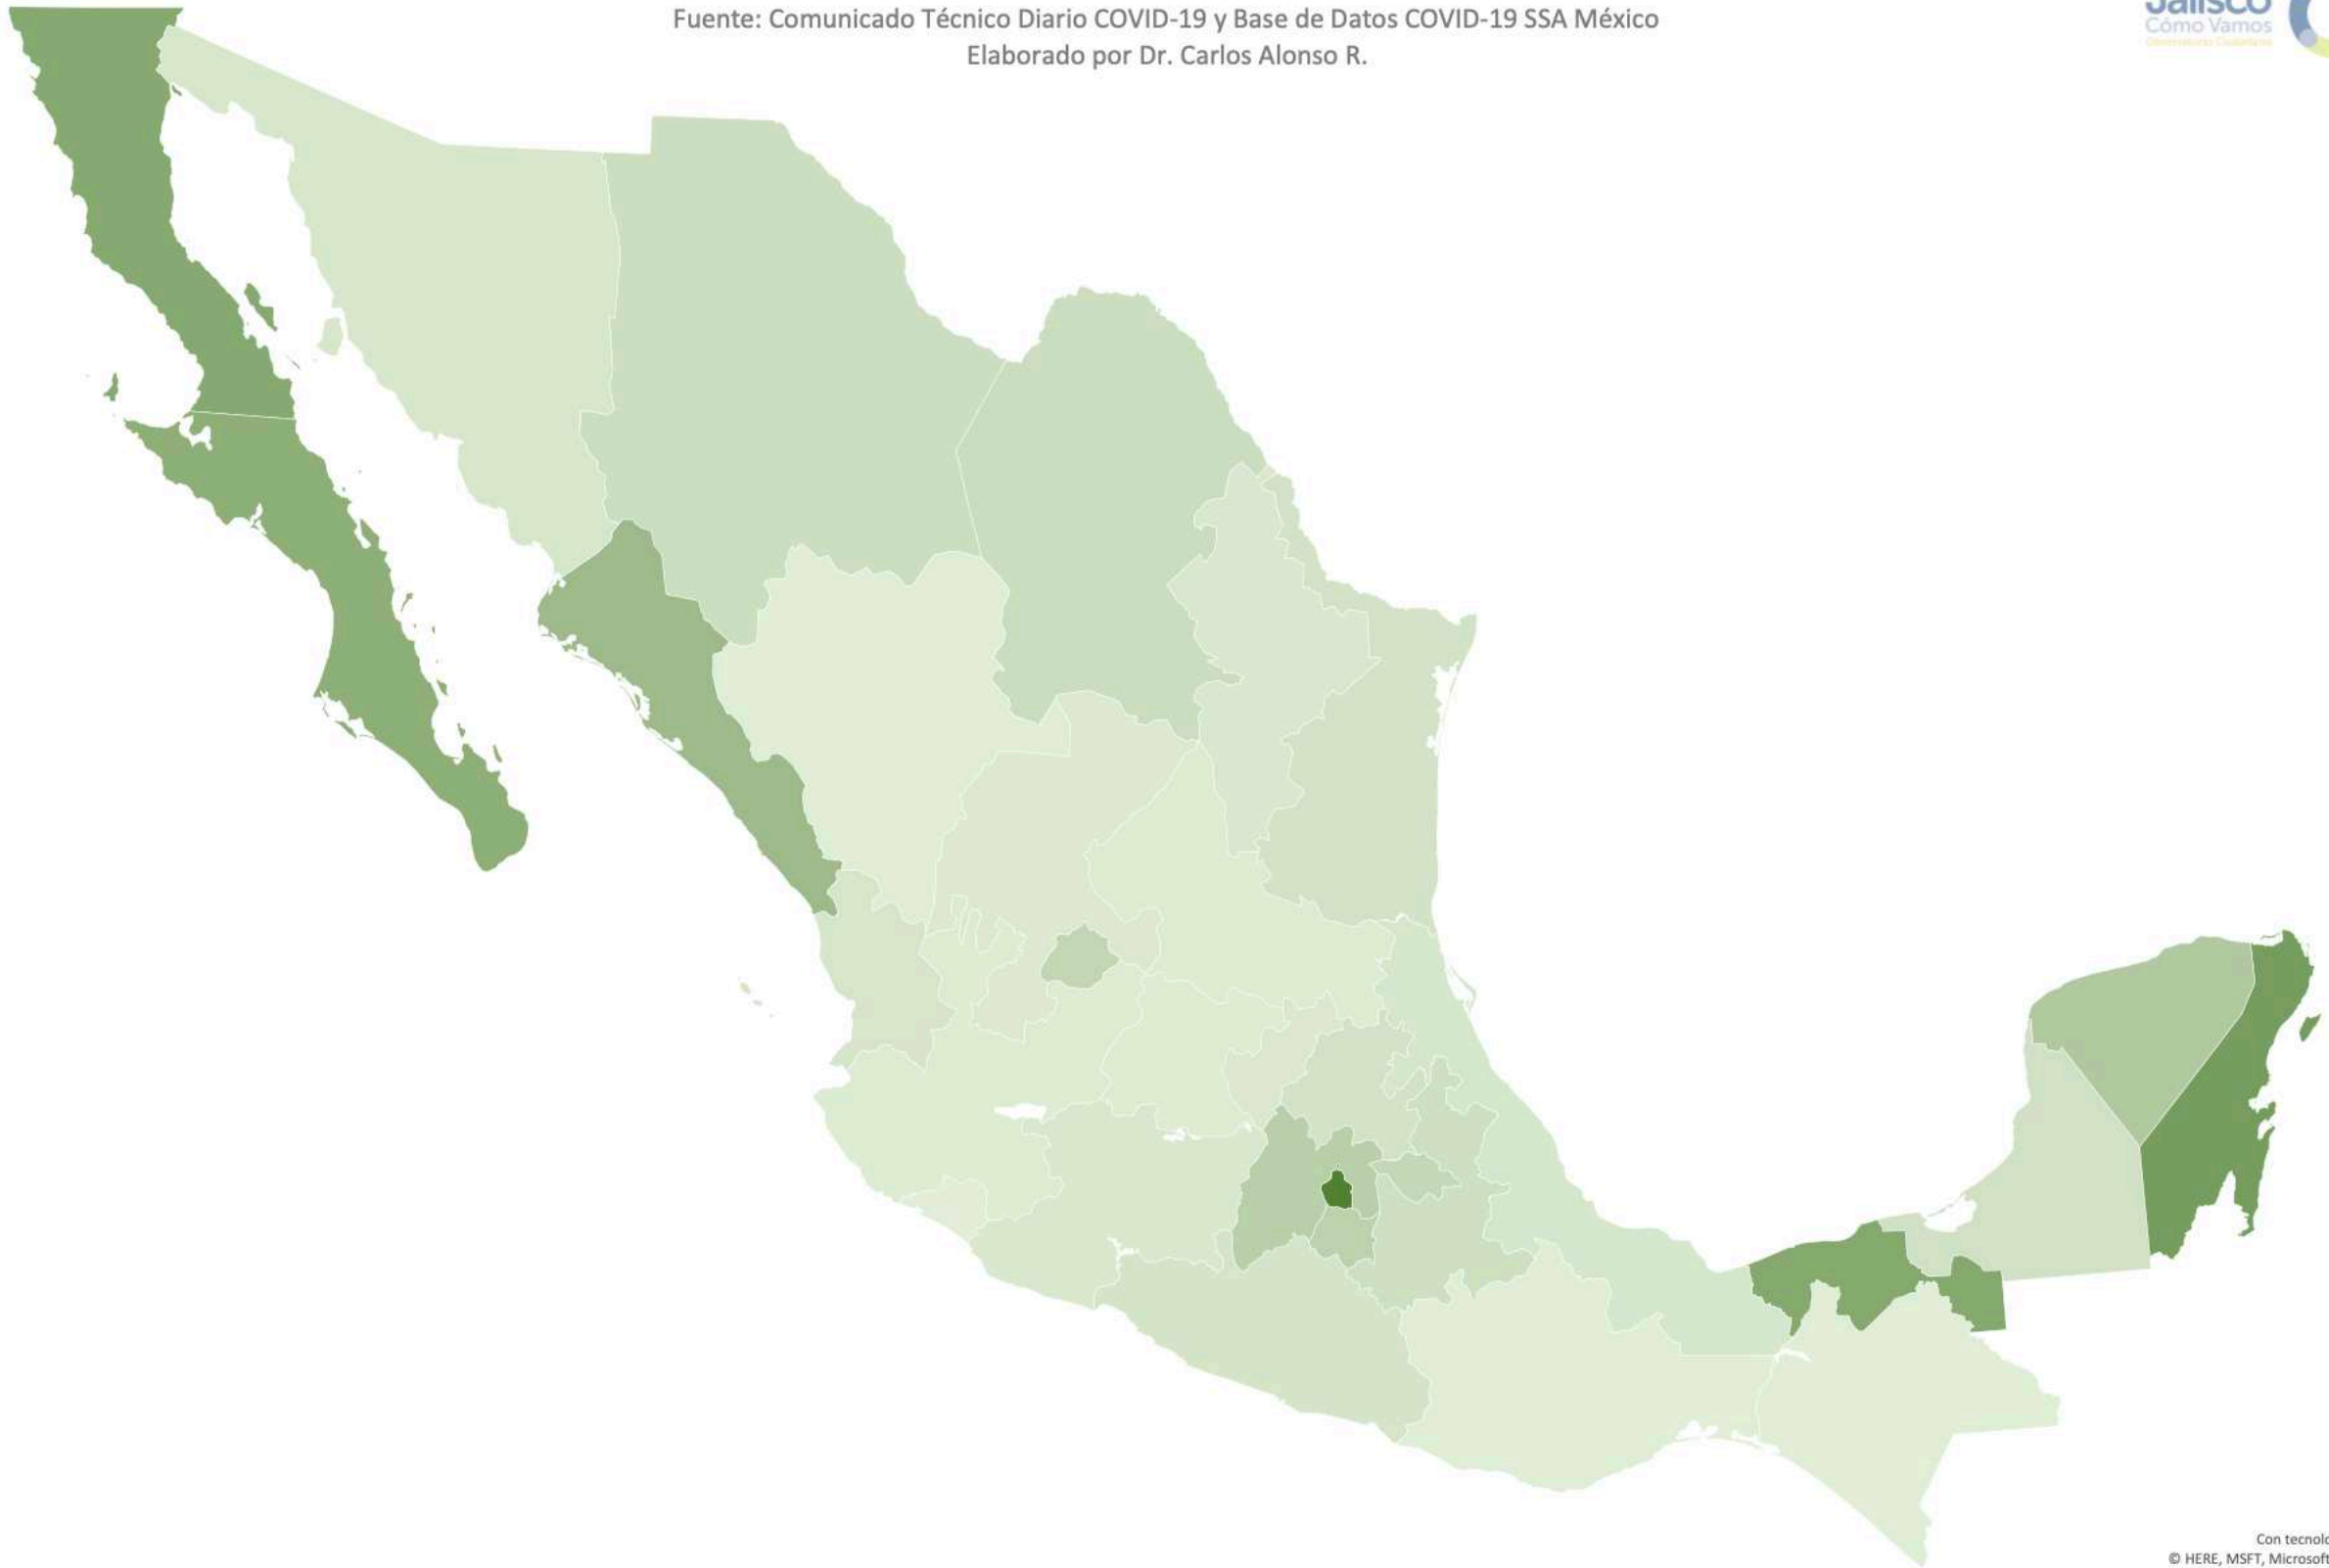 Fuente: Comunicado Técnico Diario COVID-19 y Base de Datos COVID-19 SSA México
Elaborado por Dr. Carlos Alonso R.
Jalisco
Cómo Vamos
Con tecnolo
© HERE, MSFT, Microsoft